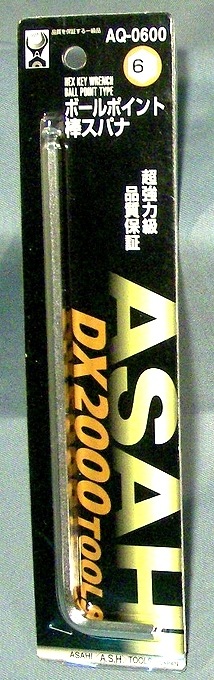 品質を保証する一級品
AQ-0600
6
HEX KEY WRENCH
BALL POINT TYPE
ボールポイント
棒スパナ
超強力級
品質保証
ASAHI
DX2000TOOLS
ASAHI A.S.H TOOLS JAPAN